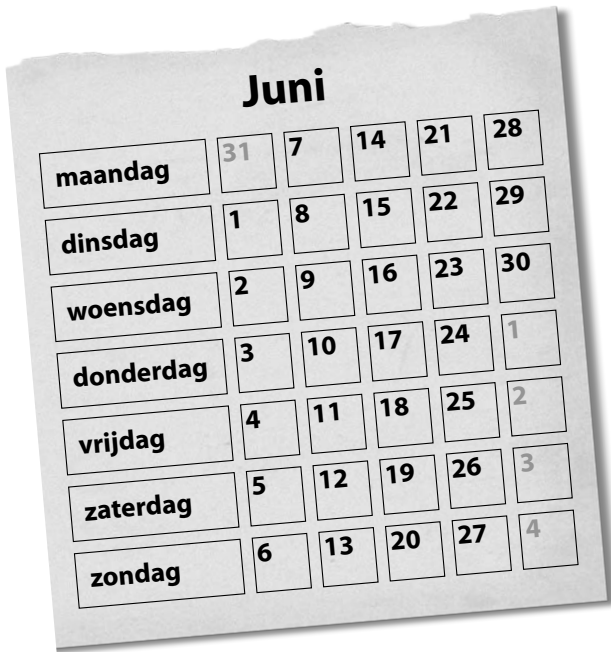 Juni
maandag 31 7 14 21 28
dinsdag 1 8 15 22 29
woensdag 2 9 16 23 30
donderdag 3 10 17 24 1
vrijdag 4 11 18 25 2
zaterdag 5 12 19 26 3
zondag 6 13 20 27 4